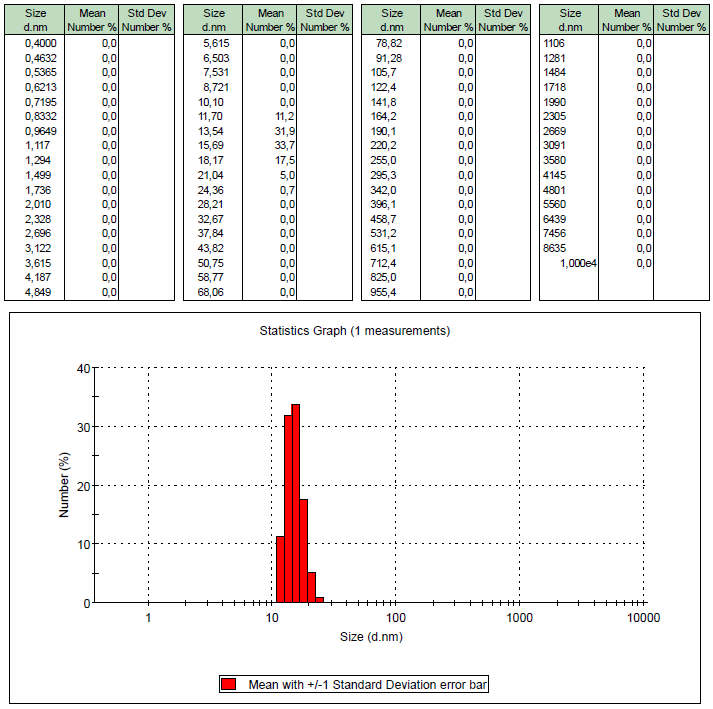 Size Mean Std Dev Size Mean Std Dev Size Mean Std Dev Size Mean Std Dev
d.nm Number % Number % d.nm Number % Number % d.nm Number % Number % d.nm Number % Number %
0,4000 0,0 5,615 0,0 78,82 0,0 1106 0,0
0,4632 0,0 6,503 0,0 91,28 0,0 1281 0,0
0,5365 0,0 7,531 0,0 105,7 0,0 1484 0,0
0,6213 0,0 8,721 0,0 122,4 0,0 1718 0,0
0,7195 0,0 10,10 0,0 141,8 0,0 1990 0,0
0,8332 0,0 11,70 11,2 164,2 0,0 2305 0,0
0,9649 0,0 13,54 31,9 190,1 0,0 2669 0,0
1,117 0,0 15,69 33,7 220,2 0,0 3091 0,0
1,294 0,0 18,17 17,5 255,0 0,0 3580 0,0
1,499 0,0 21,04 5,0 295,3 0,0 4145 0,0
1,736 0,0 24,36 0,7 342,0 0,0 4801 0,0
2,010 0,0 28,21 0,0 396,1 0,0 5560 0,0
2,328 0,0 32,67 0,0 458,7 0,0 6439 0,0
2,696 0,0 37,84 0,0 531,2 0,0 7456 0,0
3,122 0,0 43,82 0,0 615,1 0,0 8635 0,0
3,615 0,0 50,75 0,0 712,4 0,0 1,000e4 0,0
4,187 0,0 58,77 0,0 825,0 0,0
4,849 0,0 68,06 0,0 955,4 0,0
Statistics Graph (1 measurements)
40
30
20
10
0
Number (%)
1 10 100 1000 10000
Size (d.nm)
Mean with +/-1 Standard Deviation error bar